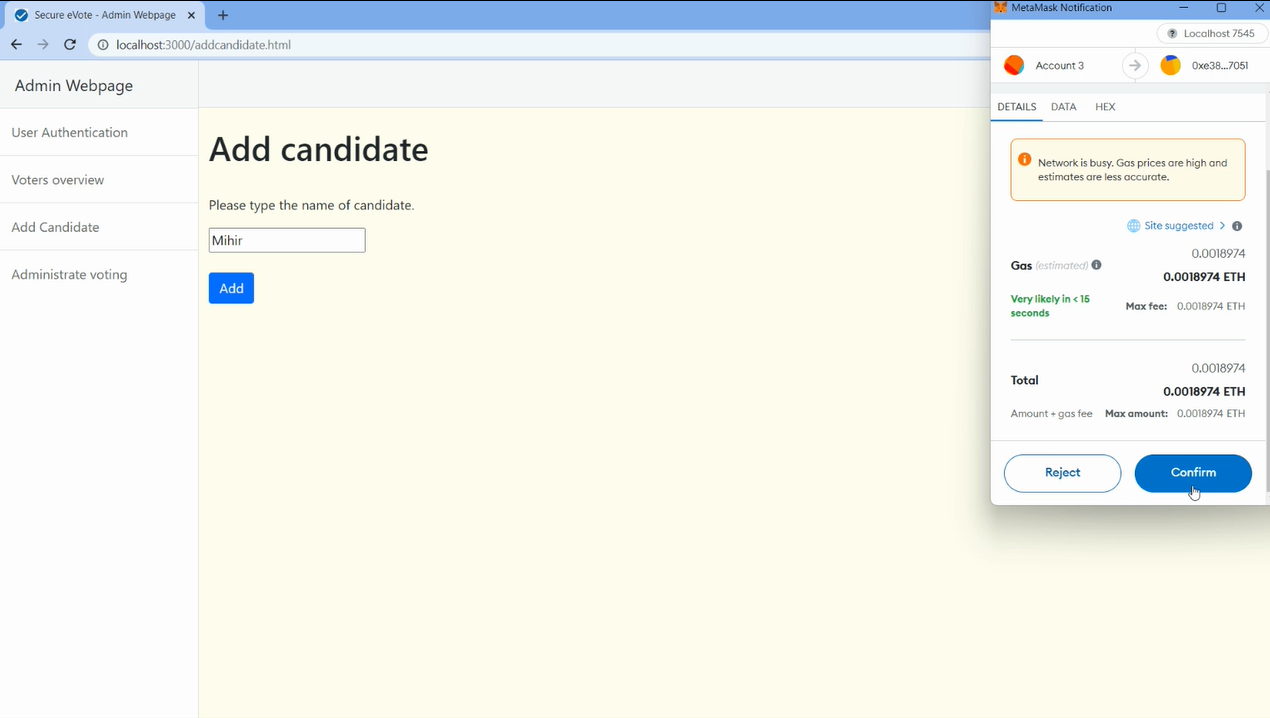 Secure eVote - Admin Webpage
localhost:3000/addcandidate.html
Admin Webpage
User Authentication
Voters overview
Add Candidate
Administrate voting
Add candidate
Please type the name of candidate.
Mihir
Add
MetaMask Notification
Localhost 7545
Account 3
0xe38...7051
DETAILS DATA HEX
Network is busy. Gas prices are high and
estimates are less accurate.
Site suggested
0.0018974
Gas (estimated) 0.0018974 ETH
Very likely in < 15
seconds
Max fee: 0.0018974 ETH
0.0018974
Total 0.0018974 ETH
Amount + gas fee Max amount: 0.0018974 ETH
Reject Confirm